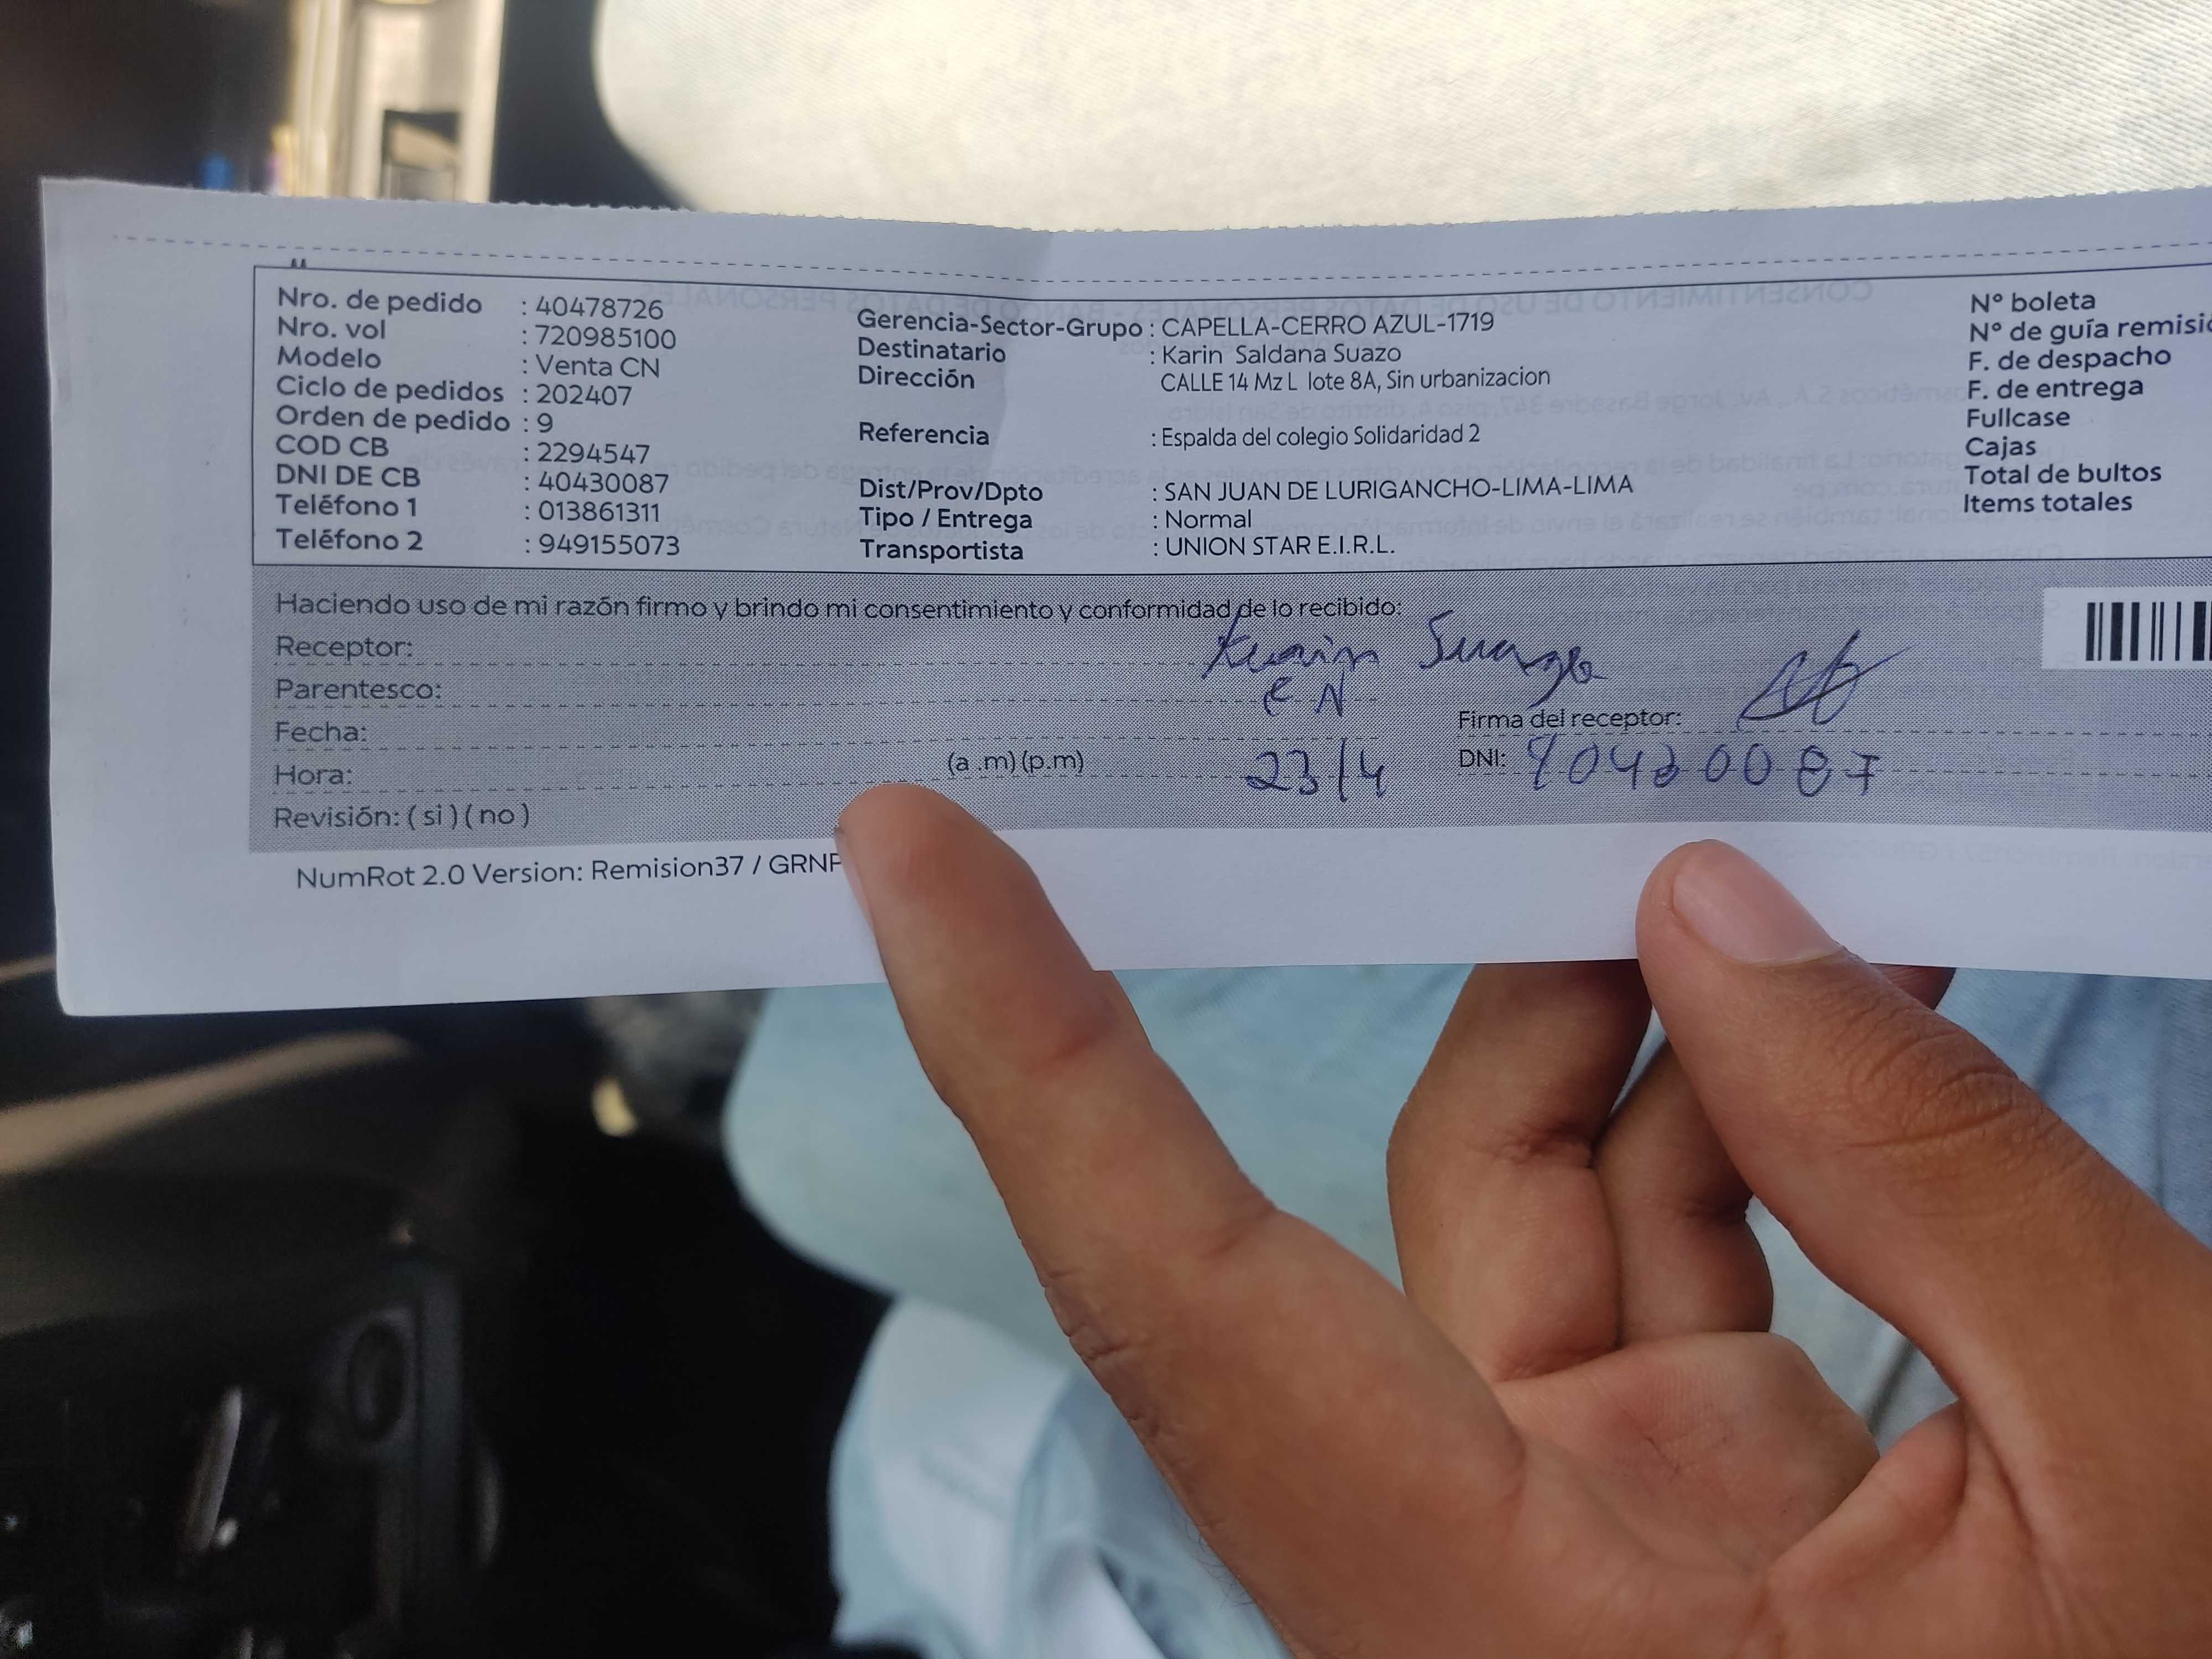 Nro. de pedido : 40478726
Nro. vol : 720985100
Modelo : Venta CN
Ciclo de pedidos : 202407
Orden de pedido : 9
COD CB : 2294547
DNI DE CB : 40430087
Teléfono 1 : 013861311
Teléfono 2 : 949155073
Gerencia-Sector-Grupo : CAPELLA-CERRO AZUL-1719
Destinatario : Karin Saldana Suazo
Dirección CALLE 14 Mz L lote 8A, Sin urbanizacion
Referencia : Espalda del colegio Solidaridad 2
Dist/Prov/Dpto : SAN JUAN DE LURIGANCHO-LIMA-LIMA
Tipo / Entrega : Normal
Transportista : UNION STAR E.I.R.L.
N° boleta
N° de guía
F. de despacho
F. de entrega
Fullcase
Cajas
Total de bultos
Items totales
Haciendo uso de mi razón firmo y brindo mi consentimiento y conformidad de lo recibido:
Receptor: Karin Suazo
Parentesco: CN
Fecha:
Firma del receptor:
Hora: (a .m) (p.m) 23/4 DNI:
Revisión: ( si ) ( no )
NumRot 2.0 Version: Remision37 /